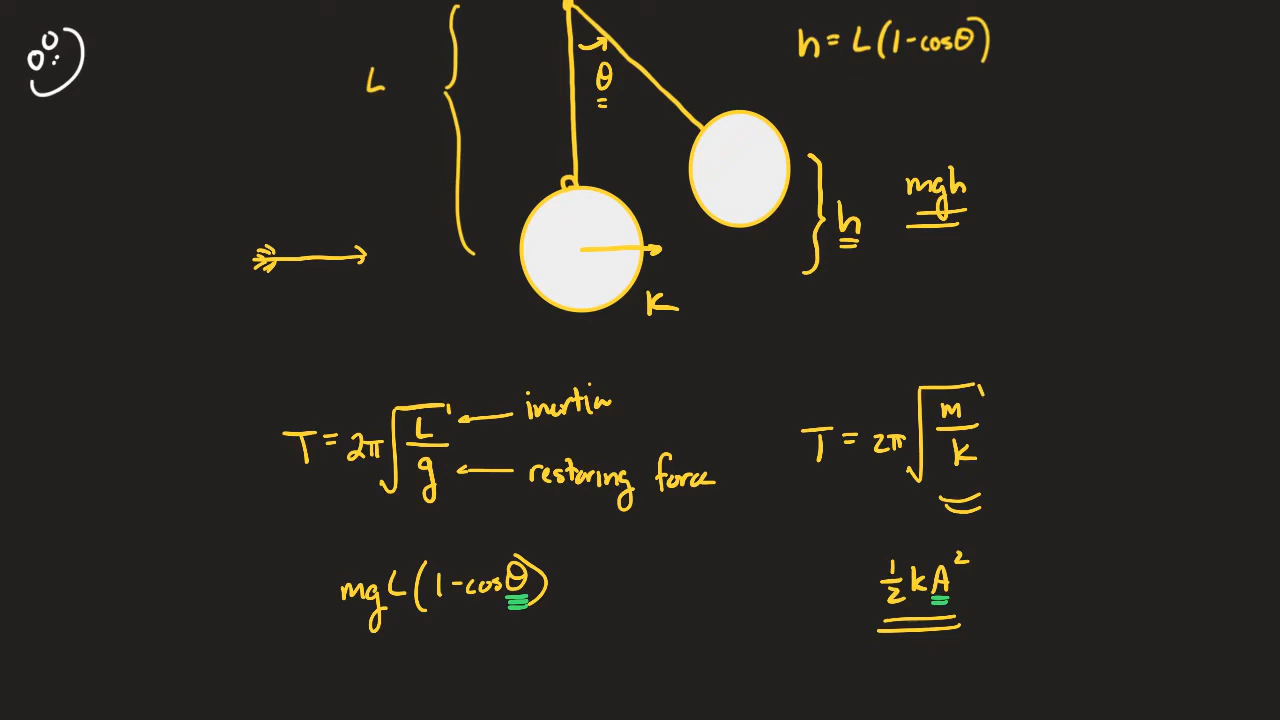 h = L(1-cosθ)
L
θ
mgh
h
K
T = 2π√(L/g)
inertia
restoring force
T = 2π√(m/k)
mgL(1-cosθ)
½kA²